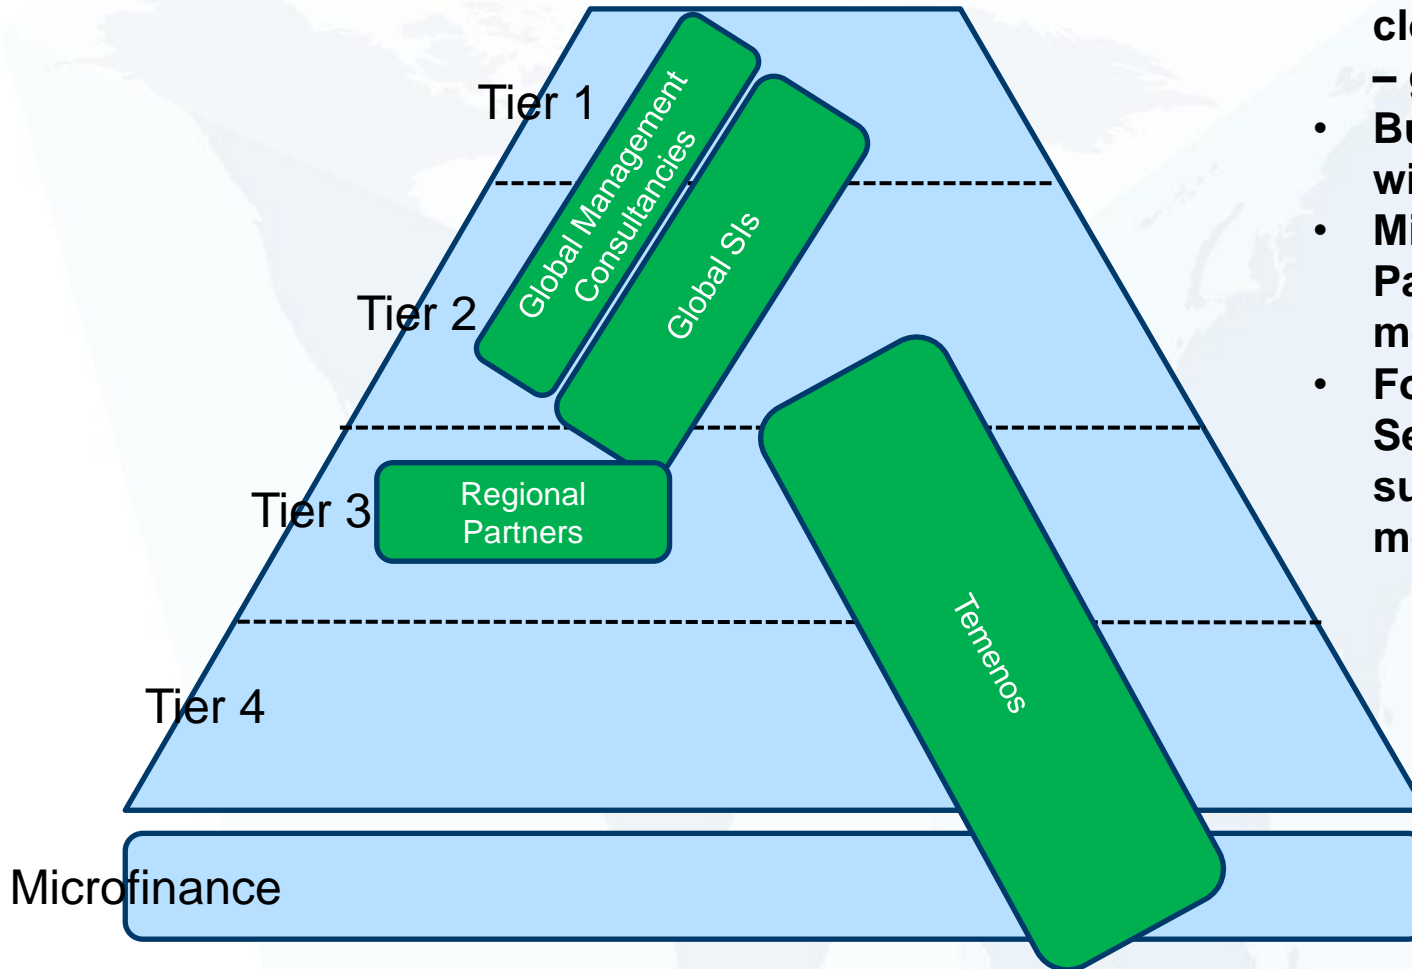 Tier 1
Global Management
Consultancies
Global SIs
Tier 2
Tier 3
Regional
Partners
Temenos
Tier 4
Microfinance
–
•
•
•